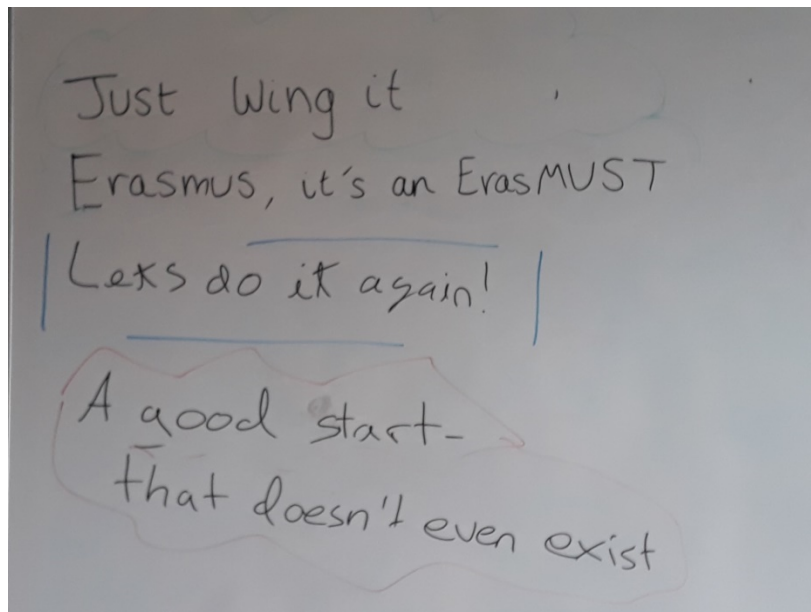 Just Wing it
Erasmus, it's an ErasMUST
Lets do it again!
A good start-
that doesn't even exist